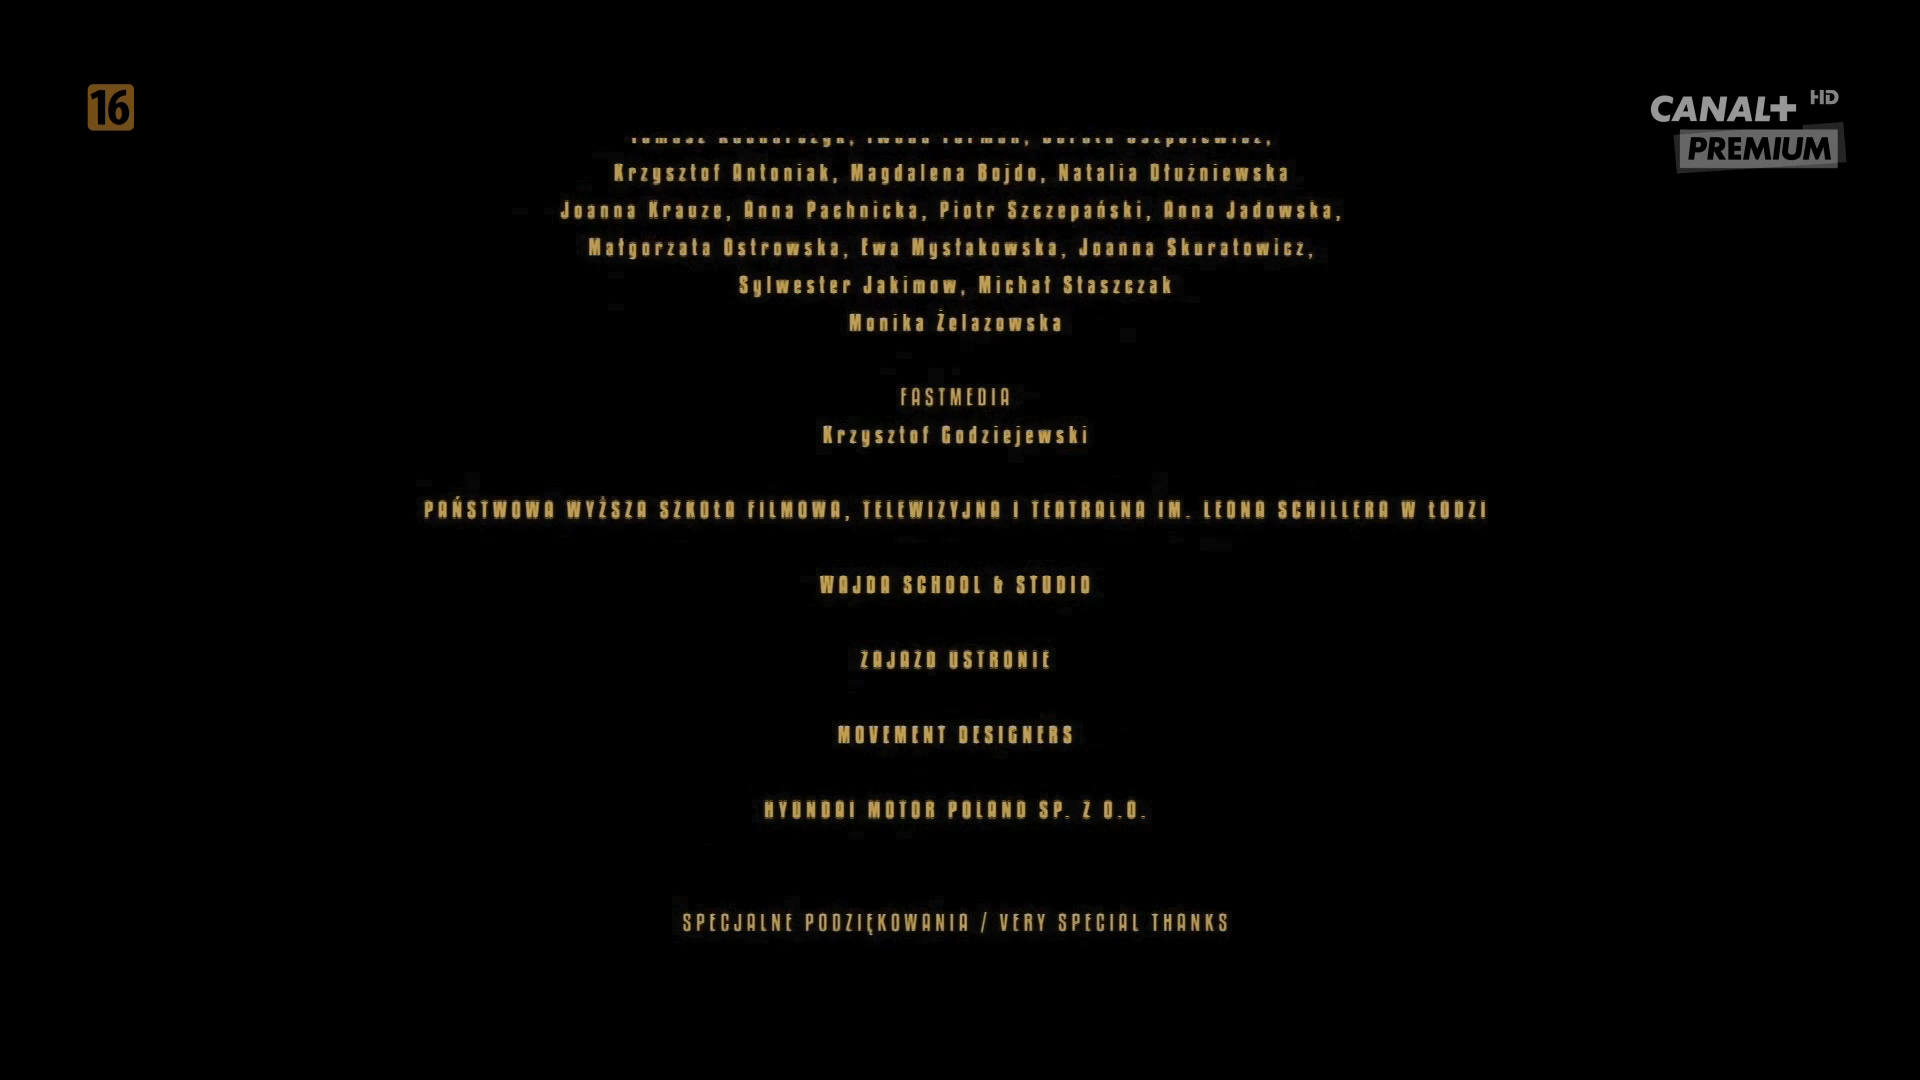 16
CANAL+ HD
PREMIUM
Krzysztof Antoniak, Magdalena Bojdo, Natalia Dłużniewska
Joanna Krauze, Anna Pachnicka, Piotr Szczepański, Anna Jadowska,
Małgorzata Ostrowska, Ewa Mysłakowska, Joanna Skuratowicz,
Sylwester Jakimow, Michał Staszczak
Monika Żelazowska
FASTMEDIA
Krzysztof Godziejewski
PAŃSTWOWA WYŻSZA SZKOŁA FILMOWA, TELEWIZYJNA I TEATRALNA IM. LEONA SCHILLERA W ŁODZI
WAJDA SCHOOL & STUDIO
ZAJAZD USTRONIE
MOVEMENT DESIGNERS
HYUNDAI MOTOR POLAND SP. Z O.O.
SPECJALNE PODZIĘKOWANIA / VERY SPECIAL THANKS